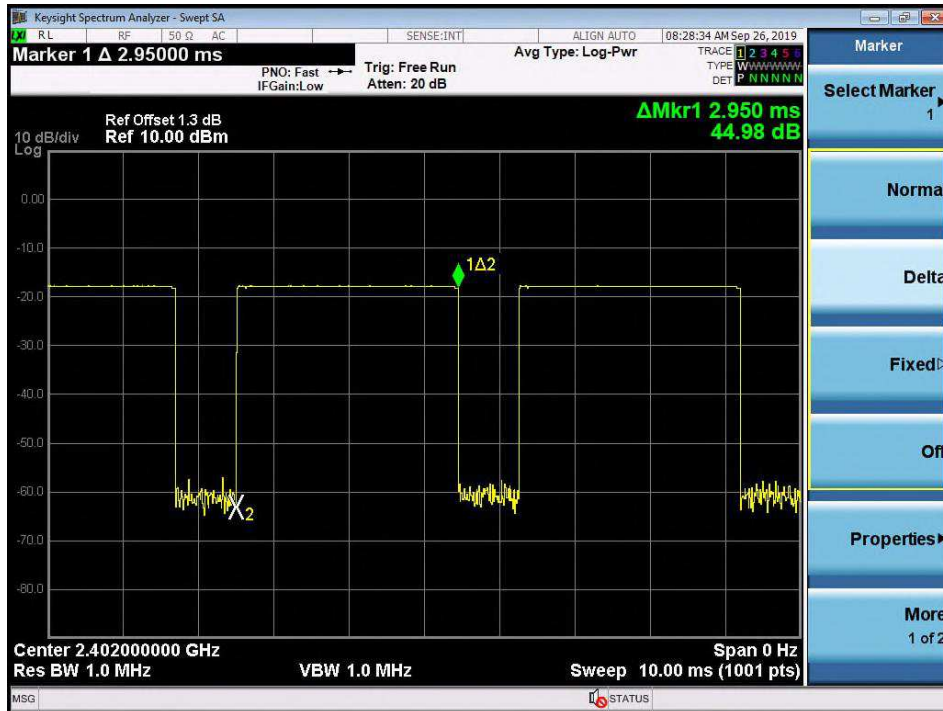 Keysight Spectrum Analyzer - Swept SA
LXI RL RF 50 Ω AC SENSE:INT ALIGN AUTO 08:28:34 AM Sep 26, 2019
Marker 1 Δ 2.95000 ms
PNO: Fast
IFGain:Low
Trig: Free Run
Atten: 20 dB
Avg Type: Log-Pwr
TRACE 1 2 3 4 5 6
TYPE WWWWWWW
DET P N N N N N
ΔMkr1 2.950 ms
44.98 dB
Ref Offset 1.3 dB
10 dB/div Ref 10.00 dBm
Log
0.00
-10.0
1Δ2
-20.0
-30.0
-40.0
-50.0
-60.0
X2
-70.0
-80.0
Center 2.402000000 GHz Span 0 Hz
Res BW 1.0 MHz VBW 1.0 MHz Sweep 10.00 ms (1001 pts)
MSG STATUS
Marker
Select Marker
1
Norma
Delta
Fixed
Off
Properties
More
1 of 2